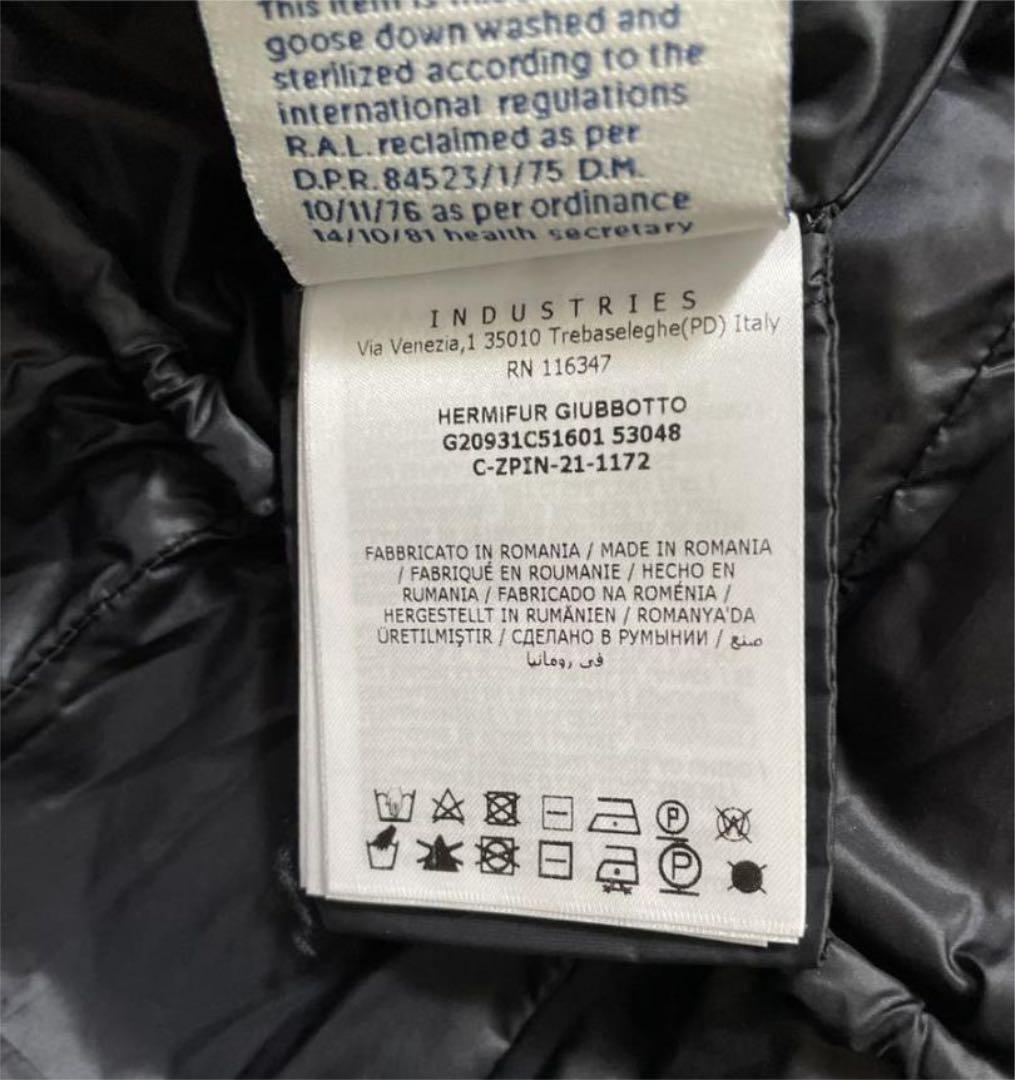 This item is
goose down washed and
sterilized according to the
international regulations
R.A.L. reclaimed as per
D.P.R. 84523/1/75 D.M.
10/11/76 as per ordinance
14/10/81 health secretary
INDUSTRIES
Via Venezia,1 35010 Trebaseleghe(PD) Italy
RN 116347
HERMIFUR GIUBBOTTO
G20931C51601 53048
C-ZPIN-21-1172
FABBRICATO IN ROMANIA / MADE IN ROMANIA
/ FABRIQUÉ EN ROUMANIE / HECHO EN
RUMANIA / FABRICADO NA ROMÉNIA /
HERGESTELLT IN RUMÄNIEN / ROMANYA'DA
ÜRETILMIŞTIR / СДЕЛАНО В РУМЫНИИ / صنع
في رومانيا
P W
P